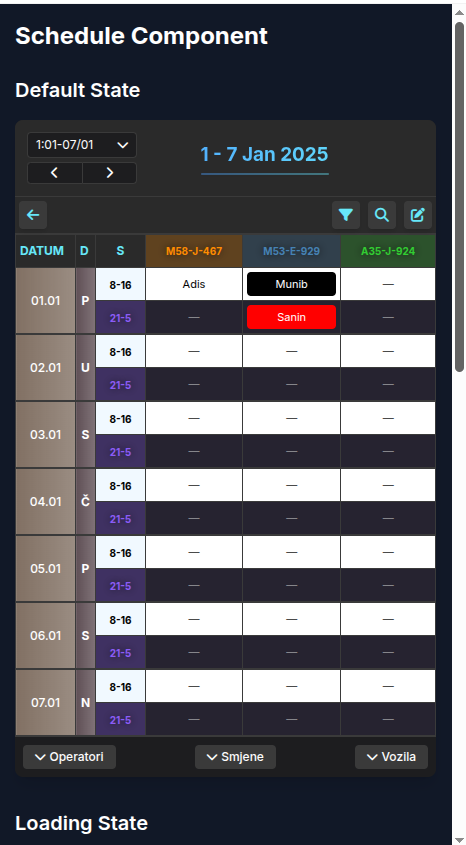 Schedule Component
Default State
1:01-07/01
1 - 7 Jan 2025
DATUM D S M58-J-467 M53-E-929 A35-J-924
01.01 P 8-16 Adis Munib —
21-5 — Sanin —
02.01 U 8-16 — — —
21-5 — — —
03.01 S 8-16 — — —
21-5 — — —
04.01 Č 8-16 — — —
21-5 — — —
05.01 P 8-16 — — —
21-5 — — —
06.01 S 8-16 — — —
21-5 — — —
07.01 N 8-16 — — —
21-5 — — —
Operatori Smjene Vozila
Loading State